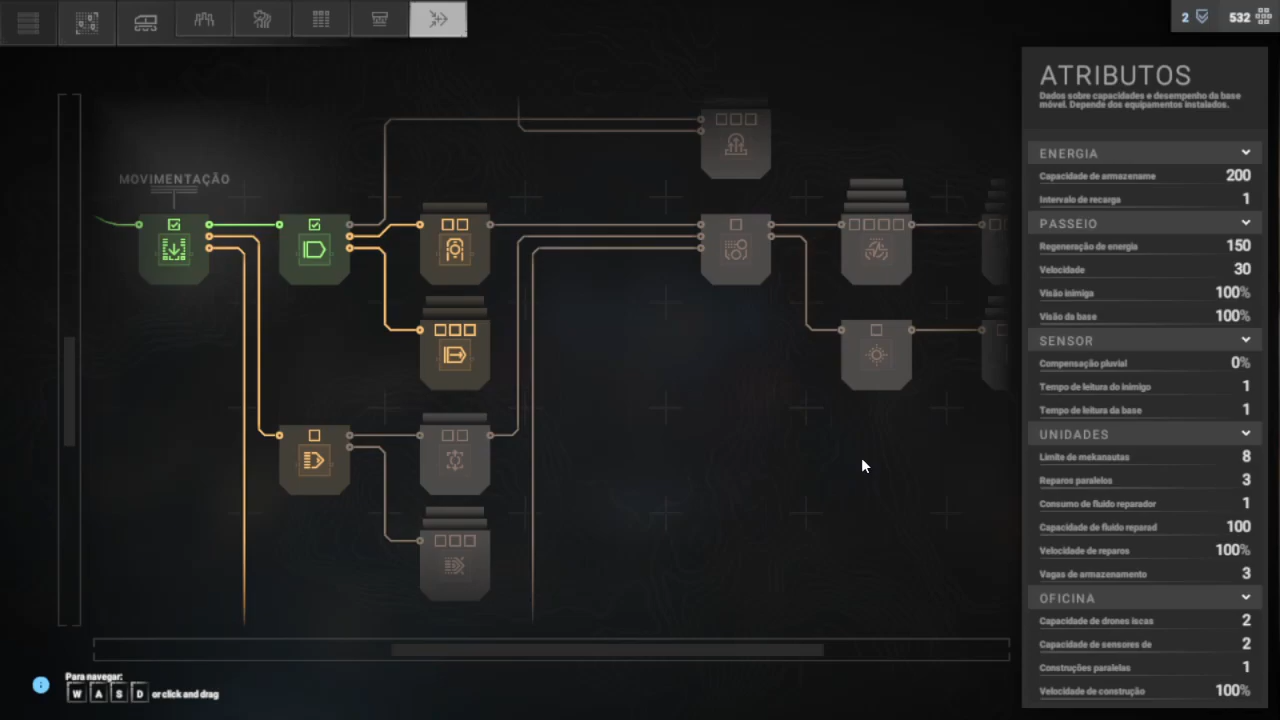 2
532
MOVIMENTAÇÃO
ATRIBUTOS
Dados sobre capacidades e desempenho da base
móvel. Depende dos equipamentos instalados.
ENERGIA
Capacidade de armazename 200
Intervalo de recarga 1
PASSEIO
Regeneração de energia 150
Velocidade 30
Visão inimiga 100%
Visão da base 100%
SENSOR
Compensação pluvial 0%
Tempo de leitura do inimigo 1
Tempo de leitura da base 1
UNIDADES
Limite de mekanautas 8
Reparos paralelos 3
Consumo de fluido reparador 1
Capacidade de fluido reparad 100
Velocidade de reparos 100%
Vagas de armazenamento 3
OFICINA
Capacidade de drones iscas 2
Capacidade de sensores de 2
Construções paralelas 1
Velocidade de construção 100%
Para navegar:
W A S D or click and drag